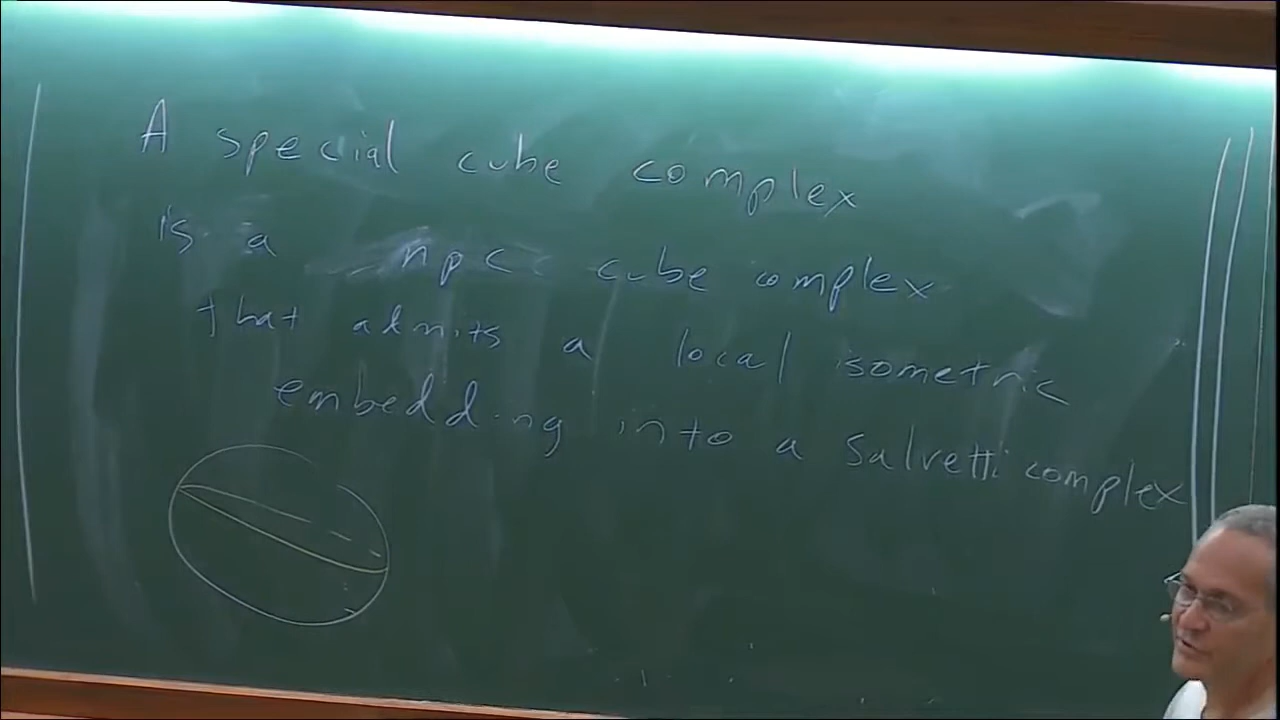 A special cube complex
is a npc cube complex
that admits a local isometric
embedding into a Salvetti complex